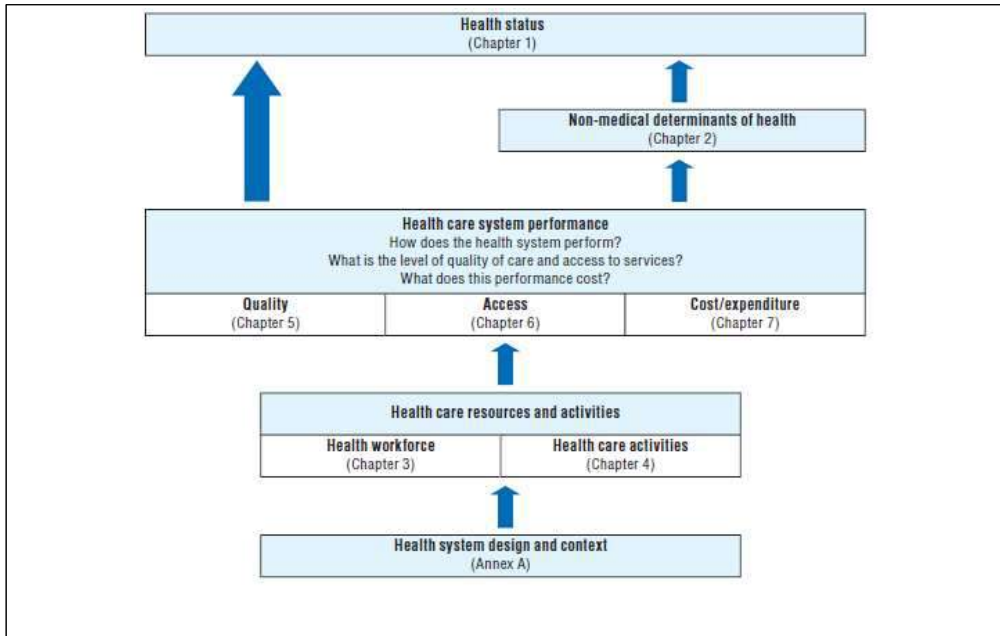 Health status
(Chapter 1)
Non-medical determinants of health
(Chapter 2)
Health care system performance
How does the health system perform?
What is the level of quality of care and access to services?
What does this performance cost?
Quality
(Chapter 5)
Access
(Chapter 6)
Cost/expenditure
(Chapter 7)
Health care resources and activities
Health workforce
(Chapter 3)
Health care activities
(Chapter 4)
Health system design and context
(Annex A)